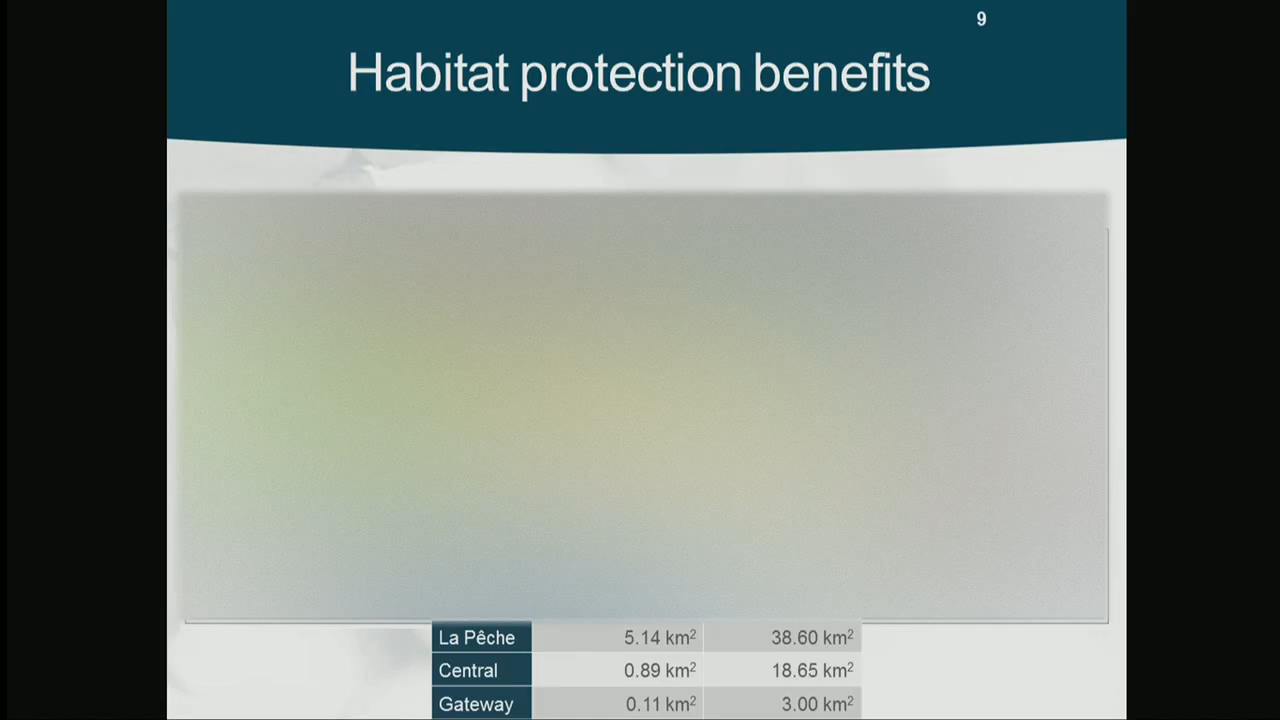 9
Habitat protection benefits
La Pêche 5.14 km² 38.60 km²
Central 0.89 km² 18.65 km²
Gateway 0.11 km² 3.00 km²